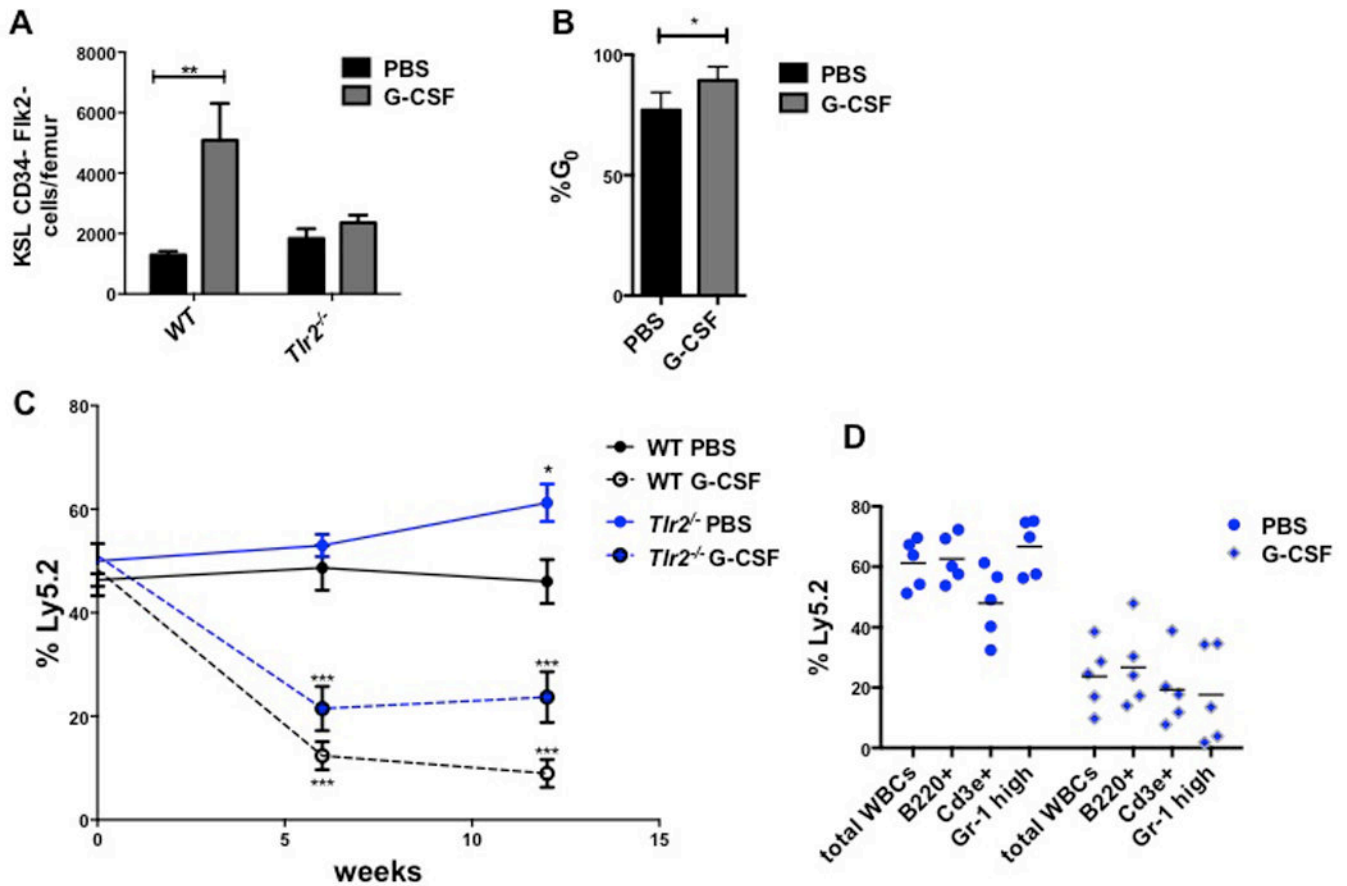 A
8000
6000
4000
2000
0
KSL CD34- Flk2-
cells/femur
**
PBS
G-CSF
WT
Tlr2-/-
B
*
100
50
0
%G0
PBS
G-CSF
PBS
G-CSF
C
80
60
40
20
0
% Ly5.2
*
***
***
***
***
0
5
10
15
weeks
WT PBS
WT G-CSF
Tlr2/- PBS
Tlr2-/- G-CSF
D
80
60
40
20
0
% Ly5.2
PBS
G-CSF
total WBCs
B220+
Cd3e+
Gr-1 high
total WBCs
B220+
Cd3e+
Gr-1 high